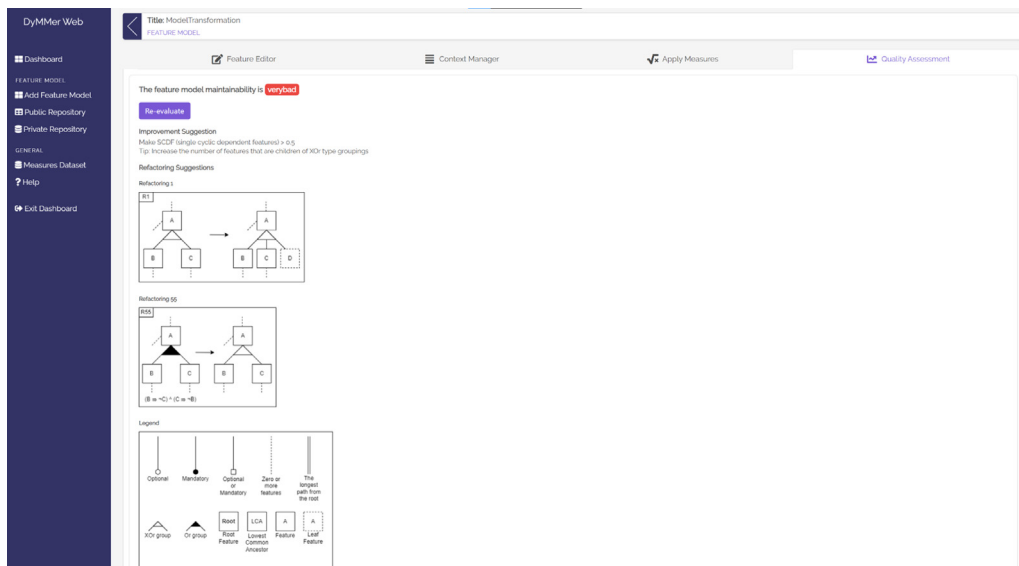 DyMMer Web
Dashboard
FEATURE MODEL
Add Feature Model
Public Repository
Private Repository
GENERAL
Measures Dataset
? Help
Exit Dashboard
Title: ModelTransformation
FEATURE MODEL
Feature Editor
Context Manager
Apply Measures
Quality Assessment
The feature model maintainability is verybad
Re-evaluate
Improvement Suggestion
Make SCDF (single cyclic dependent features) > 0.5
Tip: Increase the number of features that are children of XOr type groupings
Refactoring Suggestions
Refactoring 1
R1
A A
B C B C D
Refactoring 55
R55
A A
B C B C
(B ⇒ ¬C) ^ (C ⇒ ¬B)
Legend
Optional
Mandatory
Optional or Mandatory
Zero or more features
The longest path from the root
XOr group
Or group
Root
Root Feature
LCA
Lowest Common Ancestor
A
Feature
A
Leaf Feature